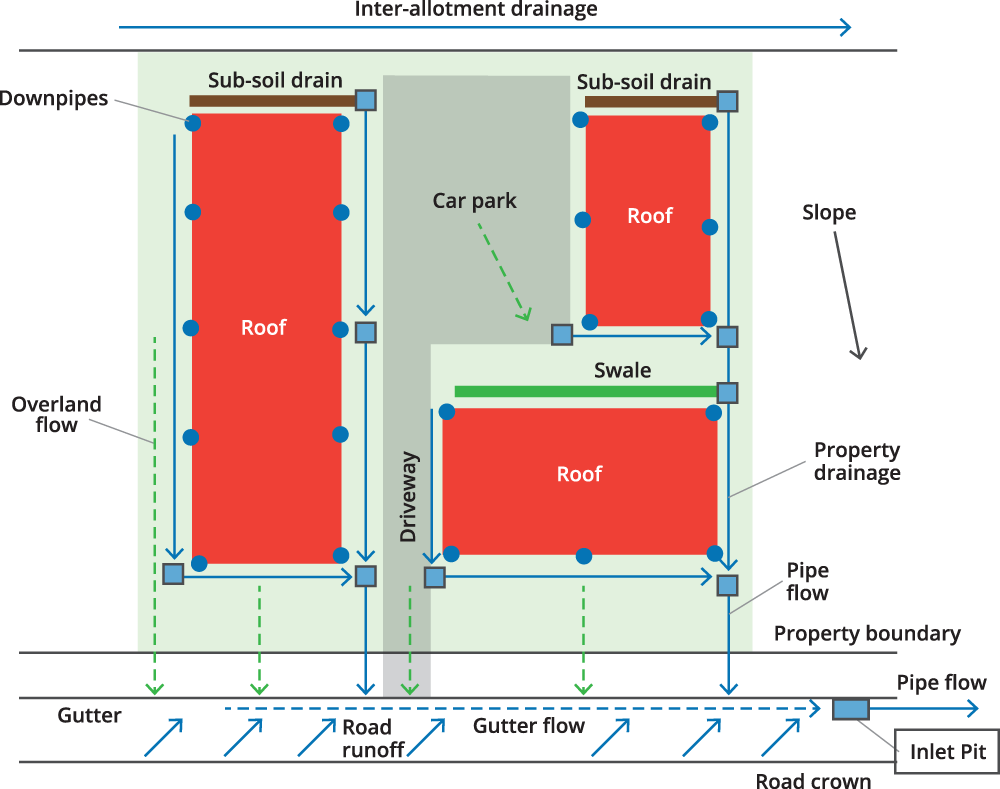 Inter-allotment drainage
Sub-soil drain
Sub-soil drain
Downpipes
Car park
Roof
Slope
Roof
Swale
Overland
flow
Driveway
Roof
Property
drainage
Pipe
flow
Property boundary
Pipe flow
Gutter
Road
runoff
Gutter flow
Inlet Pit
Road crown